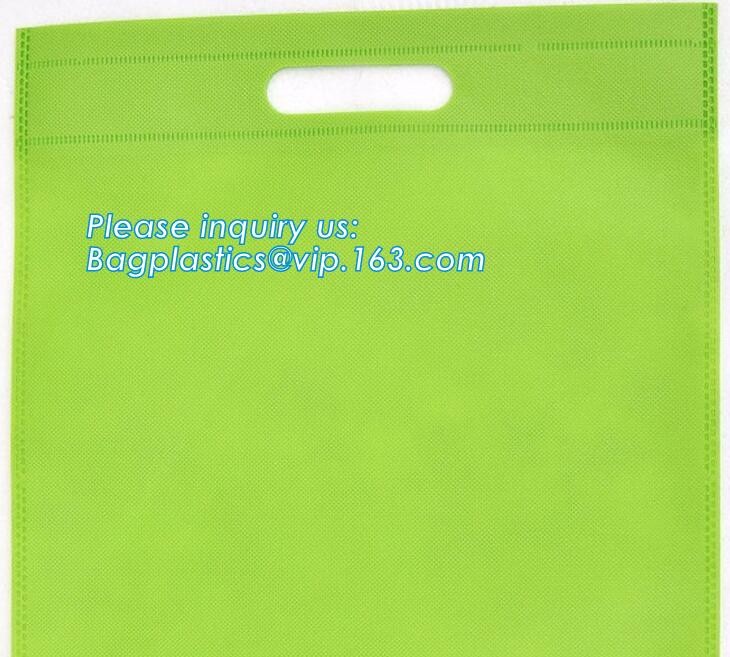 Please inquiry us:
Bagplastics@vip.163.com